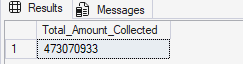 Results Messages
Total_Amount_Collected
1 473070933